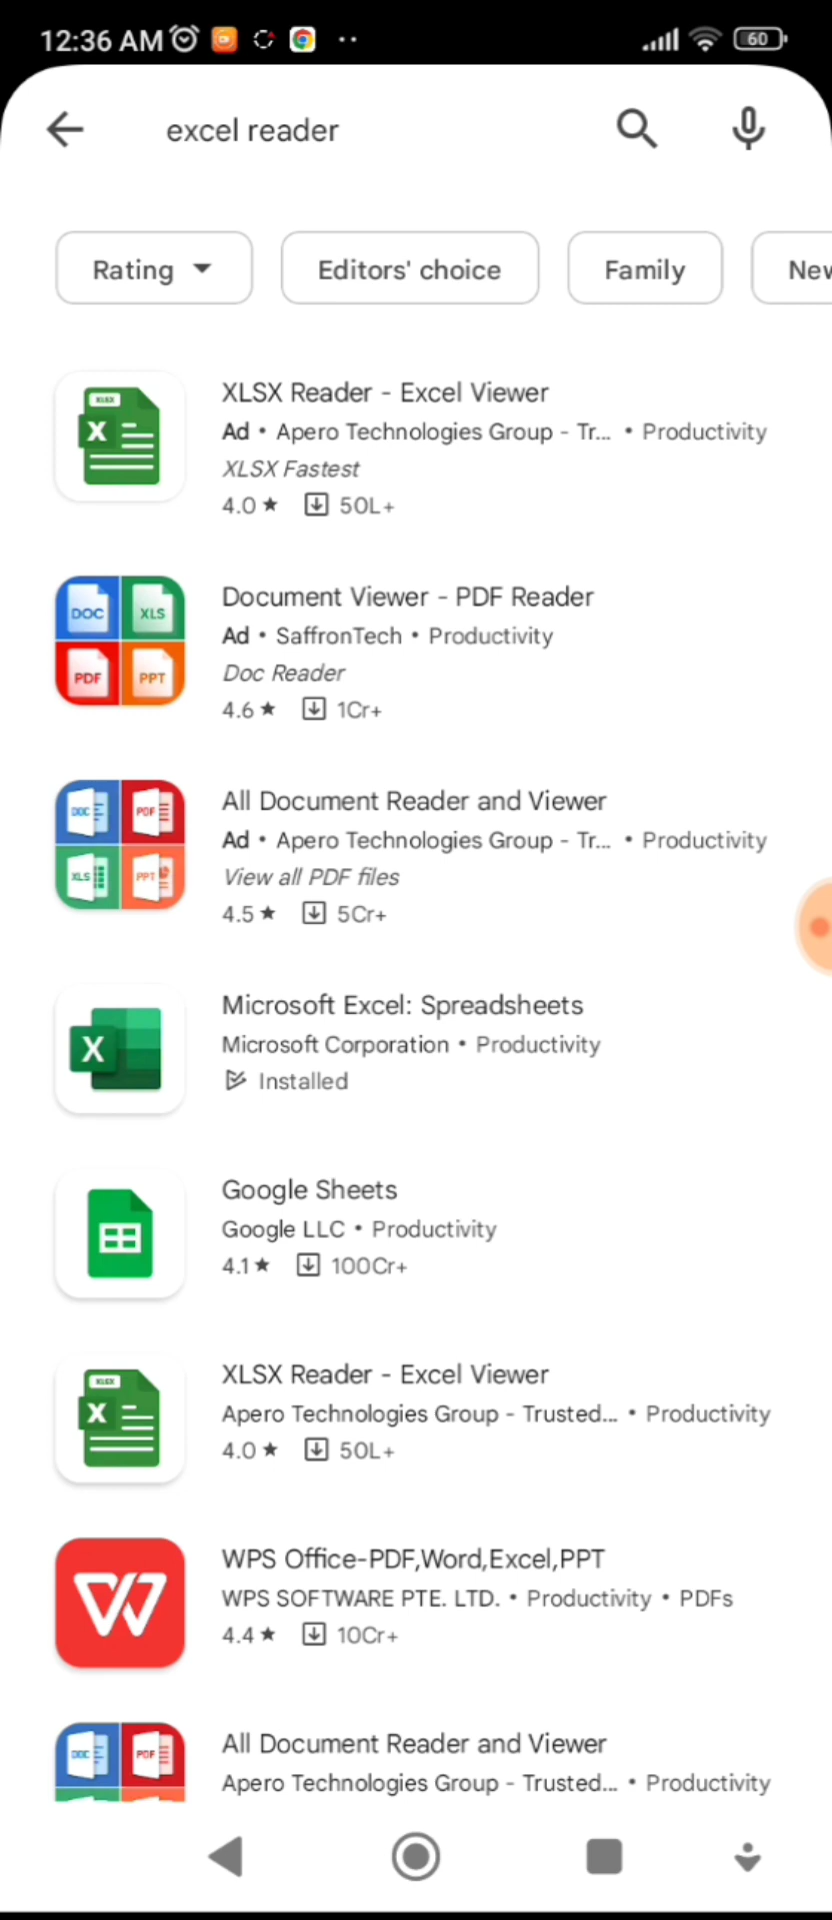 12:36 AM
60
excel reader
Rating
Editors' choice
Family
New
XLSX
X
XLSX Reader - Excel Viewer
Ad • Apero Technologies Group - Tr... • Productivity
XLSX Fastest
4.0 ★ 50L+
DOC XLS
PDF PPT
Document Viewer - PDF Reader
Ad • SaffronTech • Productivity
Doc Reader
4.6 ★ 1Cr+
DOC PDF
XLS PPT
All Document Reader and Viewer
Ad • Apero Technologies Group - Tr... • Productivity
View all PDF files
4.5 ★ 5Cr+
X
Microsoft Excel: Spreadsheets
Microsoft Corporation • Productivity
Installed
Google Sheets
Google LLC • Productivity
4.1 ★ 100Cr+
XLSX
X
XLSX Reader - Excel Viewer
Apero Technologies Group - Trusted... • Productivity
4.0 ★ 50L+
W
WPS Office-PDF,Word,Excel,PPT
WPS SOFTWARE PTE. LTD. • Productivity • PDFs
4.4 ★ 10Cr+
DOC PDF
All Document Reader and Viewer
Apero Technologies Group - Trusted... • Productivity